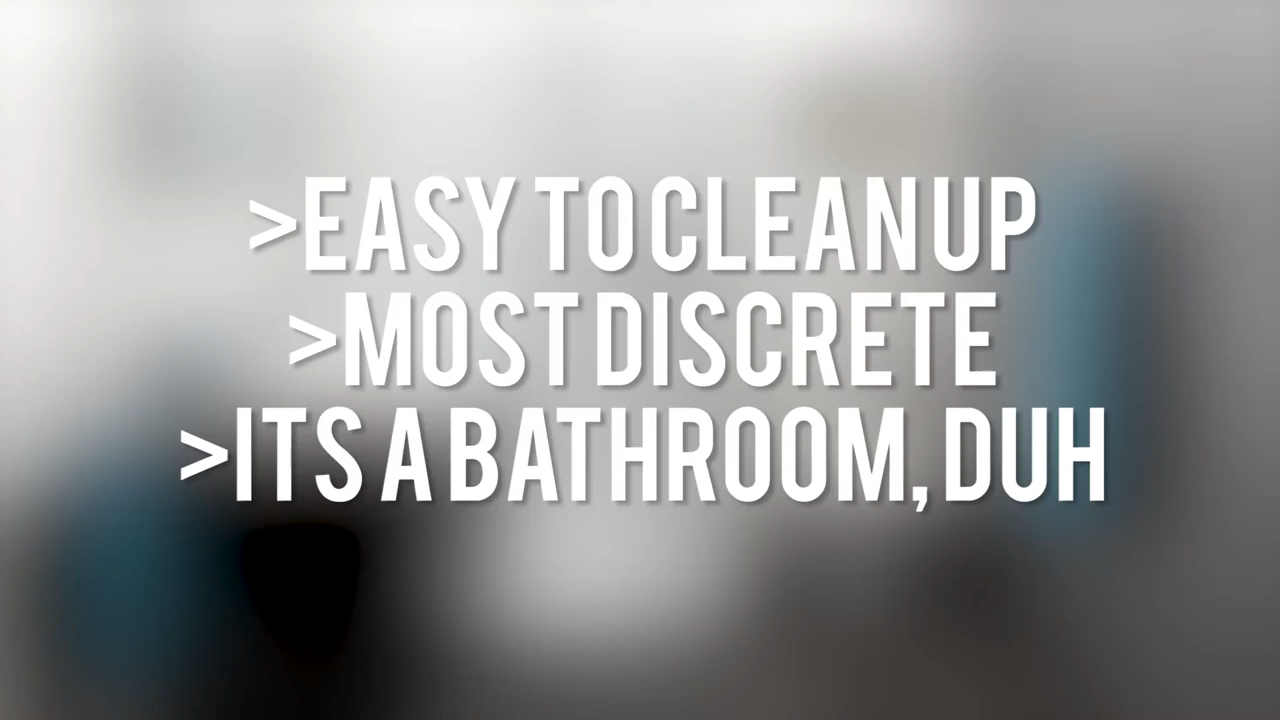 >EASY TO CLEAN UP
>MOST DISCRETE
>ITS A BATHROOM, DUH